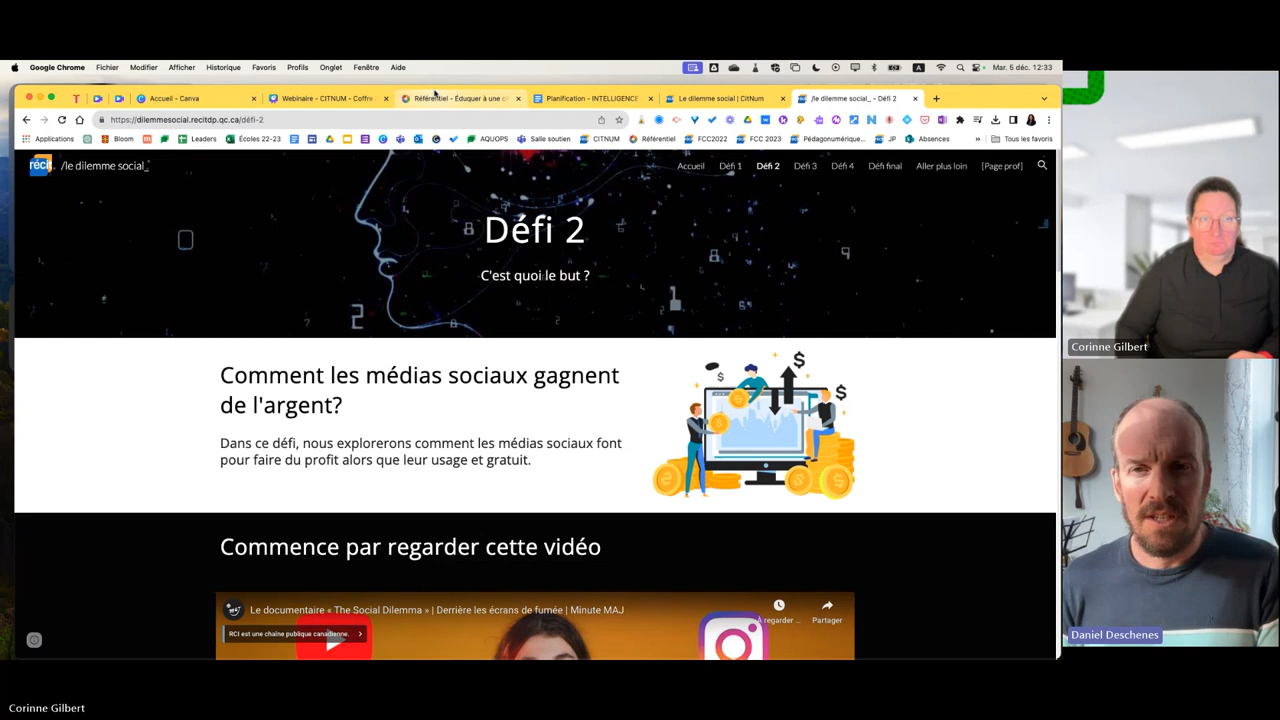 Google Chrome Fichier Modifier Afficher Historique Favoris Profils Onglet Fenêtre Aide Mar. 5 déc. 12:33
Accueil - Canva Webinaire - CITNUM - Coffre Référentiel - Éduquer à une ci Planification - INTELLIGENCE Le dilemme social | CitNum /le dilemme social_ - Défi 2
https://dilemmesocial.recitdp.qc.ca/défi-2
Applications Bloom Écoles 22-23 Leaders AQUOPS Salle soutien CITNUM Référentiel FCC2022 FCC 2023 Pédagonumérique... JP Absences » Tous les favoris
récit /le dilemme social_ Accueil Défi 1 Défi 2 Défi 3 Défi 4 Défi final Aller plus loin [Page prof]
Défi 2
C'est quoi le but ?
Comment les médias sociaux gagnent
de l'argent?
Dans ce défi, nous explorerons comment les médias sociaux font
pour faire du profit alors que leur usage et gratuit.
Commence par regarder cette vidéo
MAJ Le documentaire « The Social Dilemma » | Derrière les écrans de fumée | Minute MAJ
À regarder ... Partager
RCI est une chaîne publique canadienne.
Corinne Gilbert
Daniel Deschenes
Corinne Gilbert